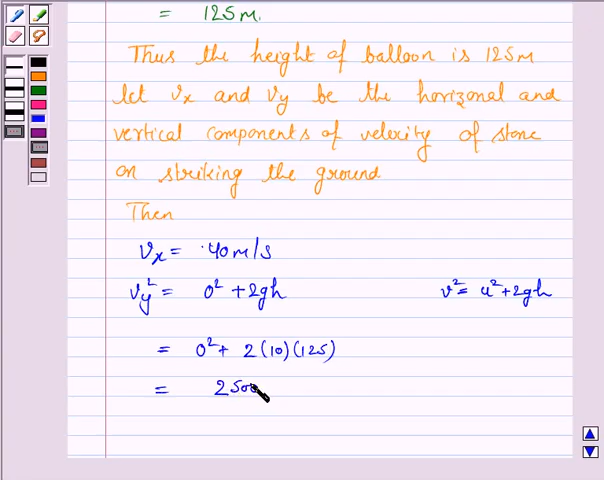 = 125m.
Thus the height of balloon is 125m
let vx and vy be the horizonal and
vertical components of velocity of stone
on striking the ground
Then
vx = 40m/s
vy² = 0² + 2gh v² = u² + 2gh
= 0² + 2 (10) (125)
= 2500